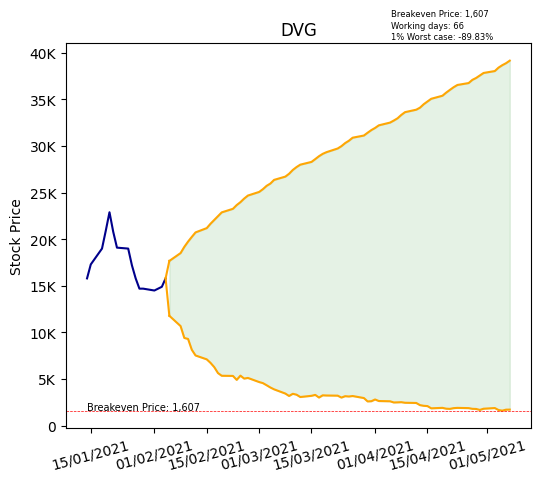 Breakeven Price: 1,607
Working days: 66
1% Worst case: -89.83%
DVG
Stock Price
40K
35K
30K
25K
20K
15K
10K
5K
0
Breakeven Price: 1,607
15/01/2021
01/02/2021
15/02/2021
01/03/2021
15/03/2021
01/04/2021
15/04/2021
01/05/2021